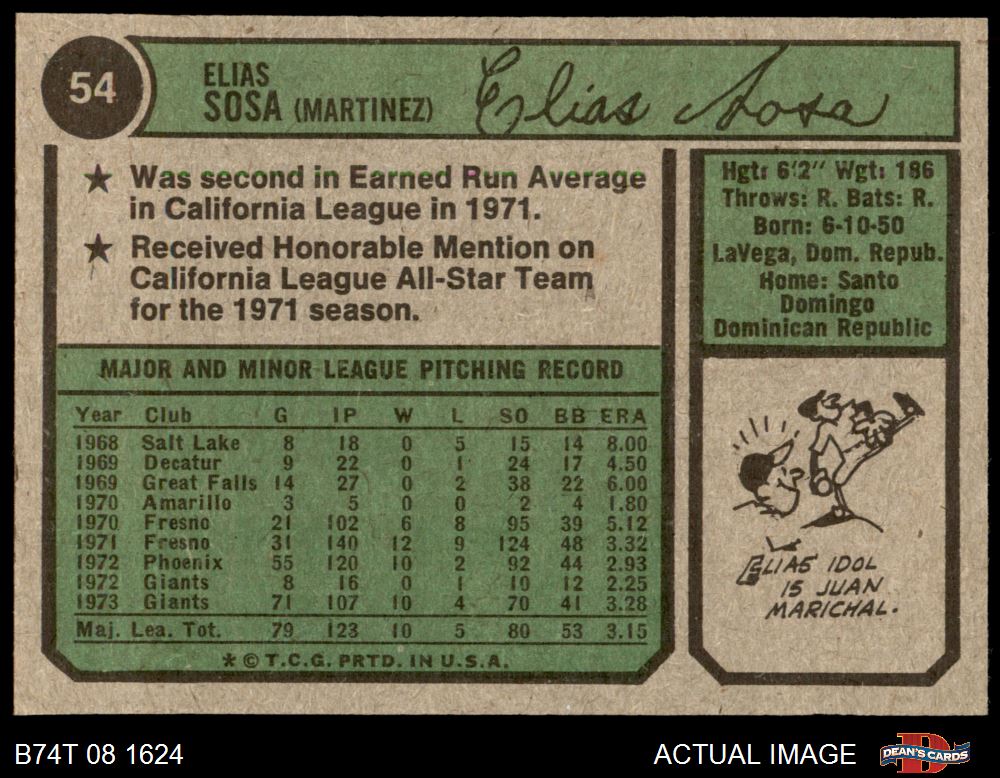 54
ELIAS
SOSA (MARTINEZ)
Elias Sosa
★ Was second in Earned Run Average
in California League in 1971.
★ Received Honorable Mention on
California League All-Star Team
for the 1971 season.
Hgt: 6'2" Wgt: 186
Throws: R. Bats: R.
Born: 6-10-50
LaVega, Dom. Repub.
Home: Santo
Domingo
Dominican Republic
MAJOR AND MINOR LEAGUE PITCHING RECORD
Year Club G IP W L SO BB ERA
1968 Salt Lake 8 18 0 5 15 14 8.00
1969 Decatur 9 22 0 1 24 17 4.50
1969 Great Falls 14 27 0 2 38 22 6.00
1970 Amarillo 3 5 0 0 2 4 1.80
1970 Fresno 21 102 6 8 95 39 5.12
1971 Fresno 31 140 12 9 124 48 3.32
1972 Phoenix 55 120 10 2 92 44 2.93
1972 Giants 8 16 0 1 10 12 2.25
1973 Giants 71 107 10 4 70 41 3.28
Maj. Lea. Tot. 79 123 10 5 80 53 3.15
* © T.C.G. PRTD. IN U.S.A.
ELIAS IDOL
IS JUAN
MARICHAL.
B74T 08 1624
ACTUAL IMAGE
DEAN'S CARDS